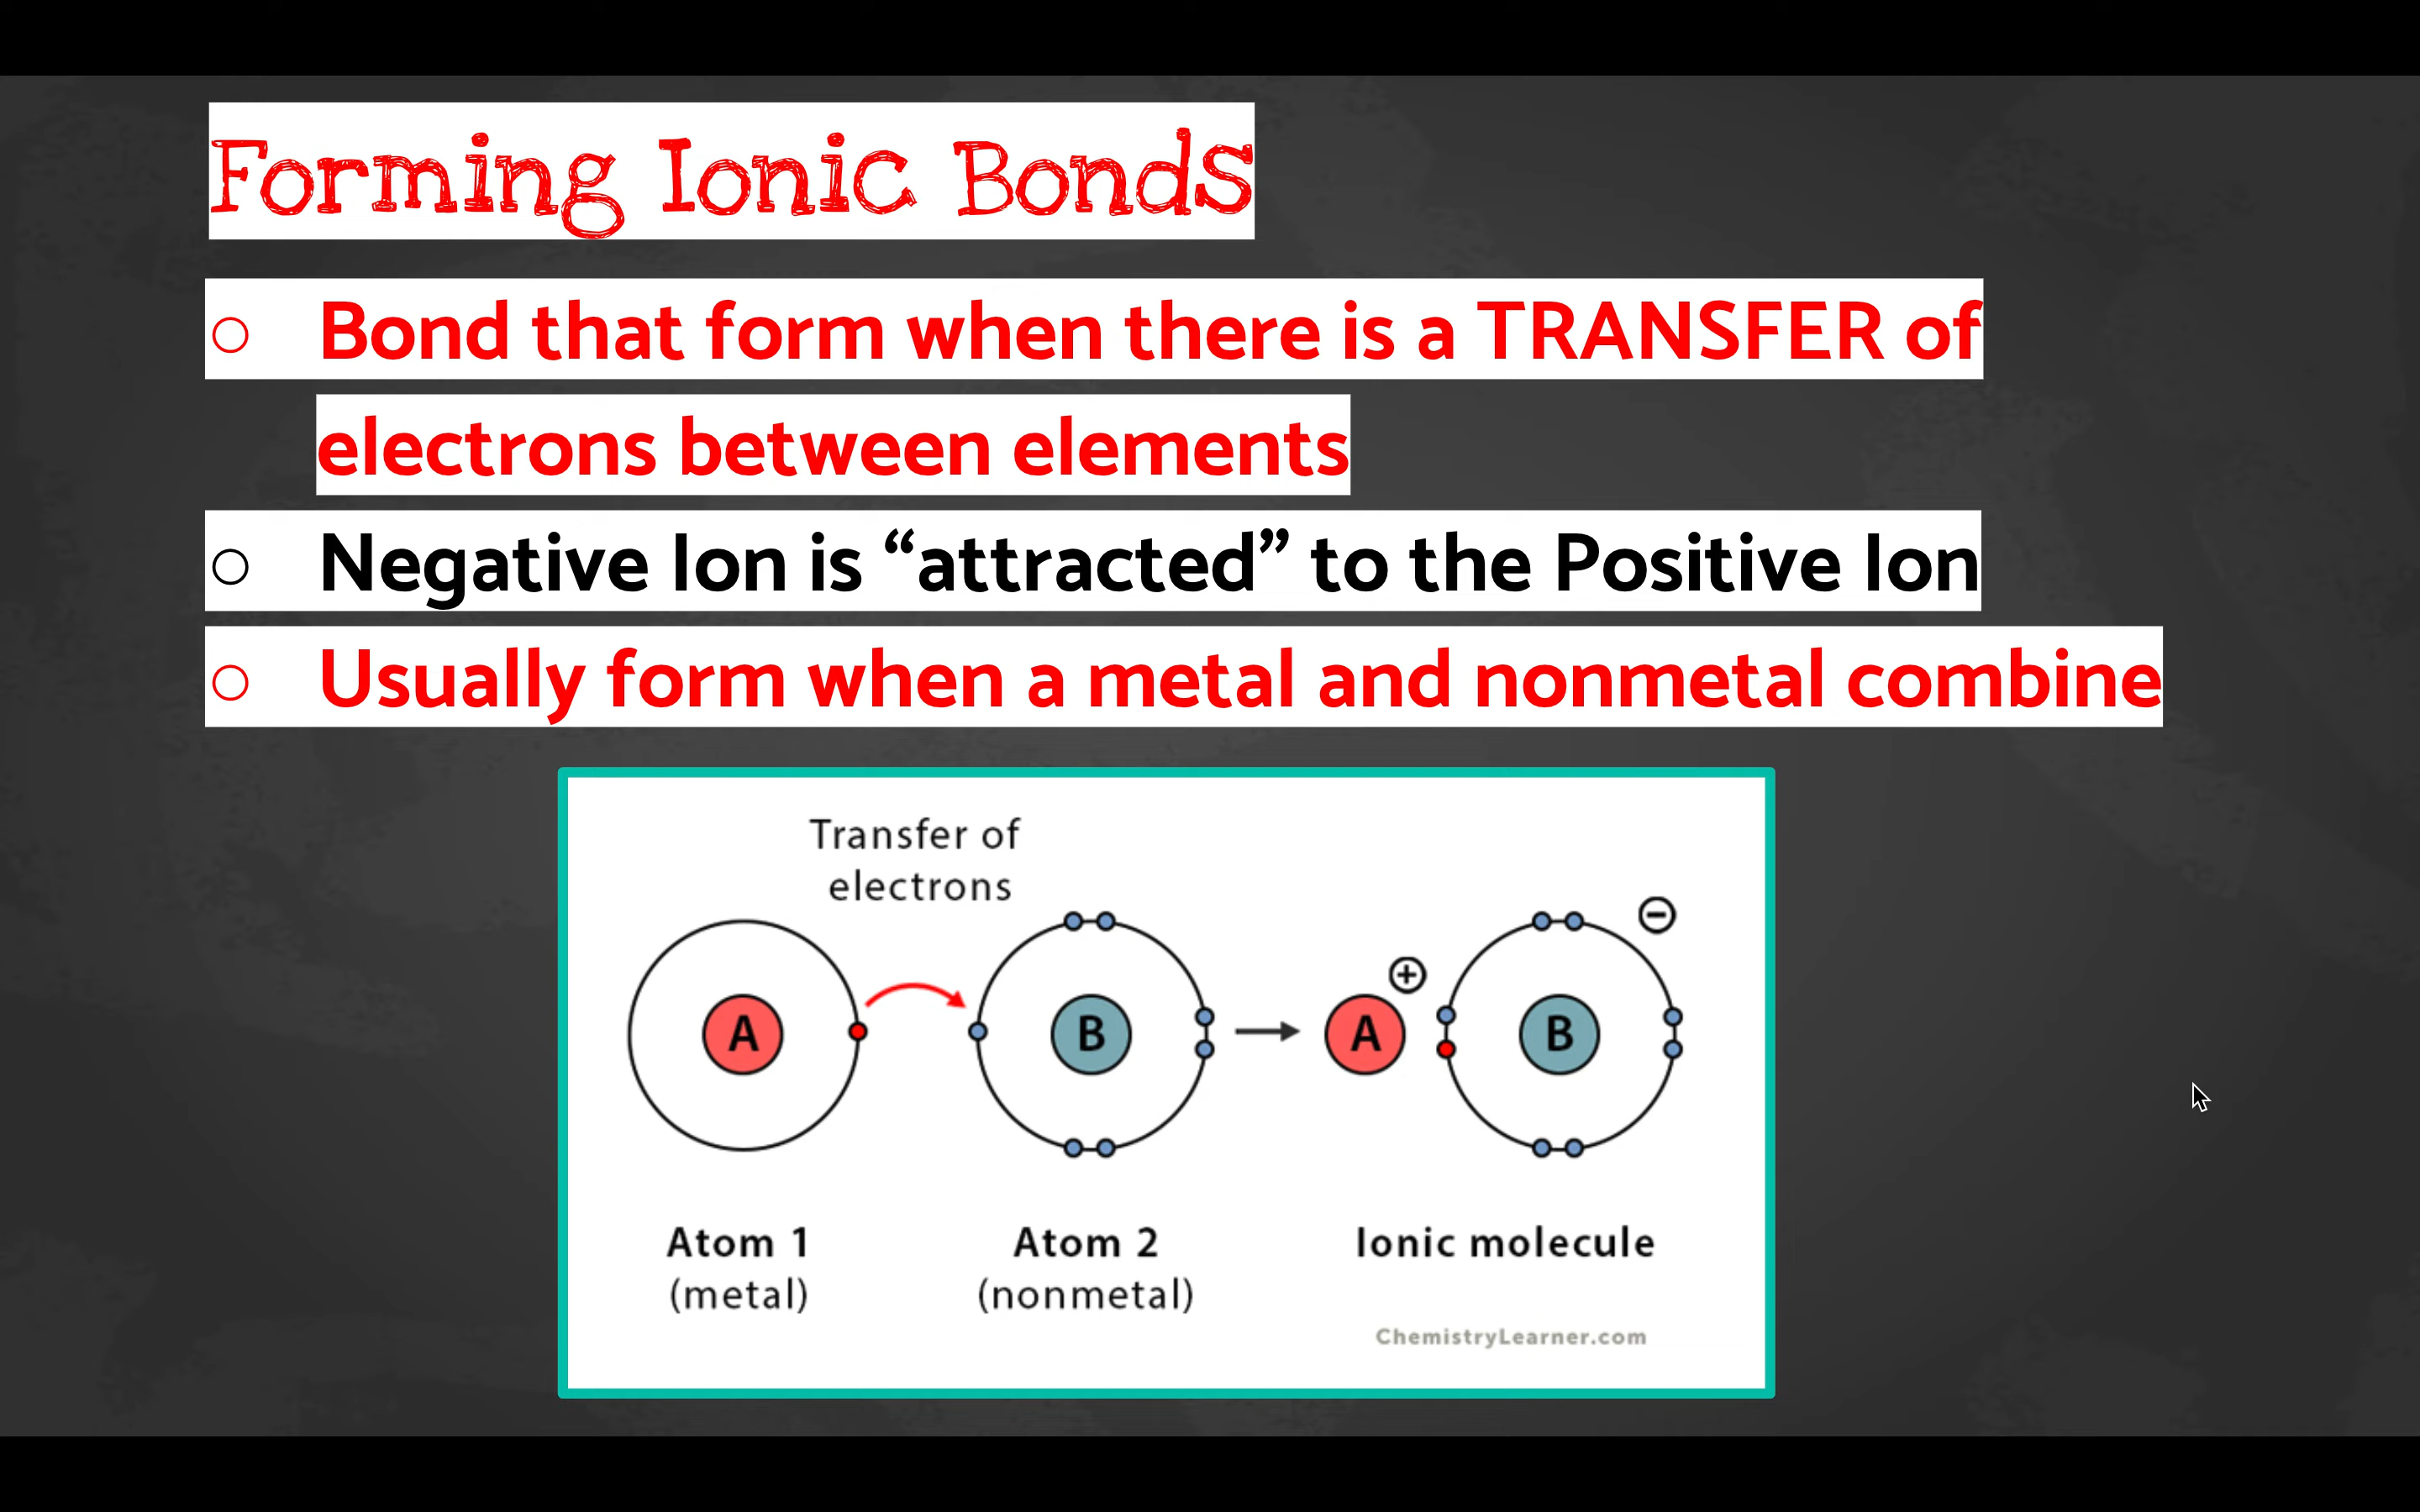 Forming Ionic Bonds
○ Bond that form when there is a TRANSFER of
electrons between elements
○ Negative Ion is “attracted” to the Positive Ion
○ Usually form when a metal and nonmetal combine
Transfer of
electrons
A
B
A
+
B
−
Atom 1
(metal)
Atom 2
(nonmetal)
Ionic molecule
ChemistryLearner.com